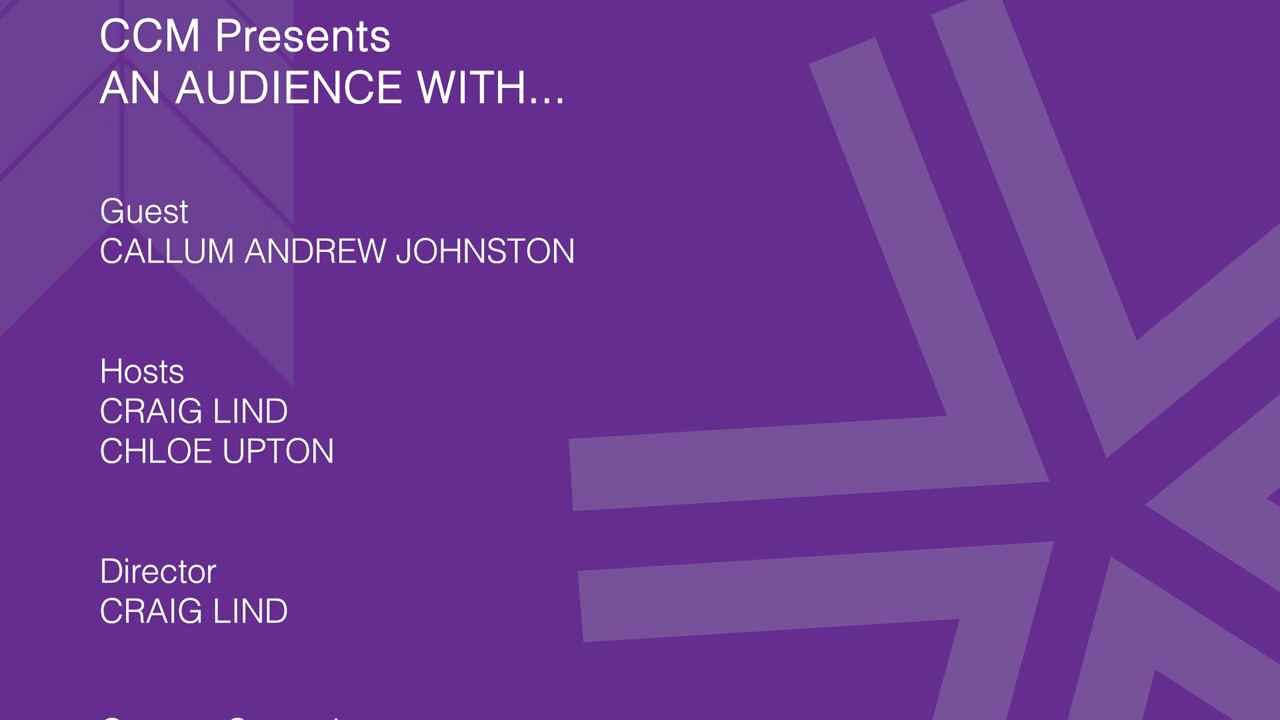 CCM Presents
AN AUDIENCE WITH...
Guest
CALLUM ANDREW JOHNSTON
Hosts
CRAIG LIND
CHLOE UPTON
Director
CRAIG LIND